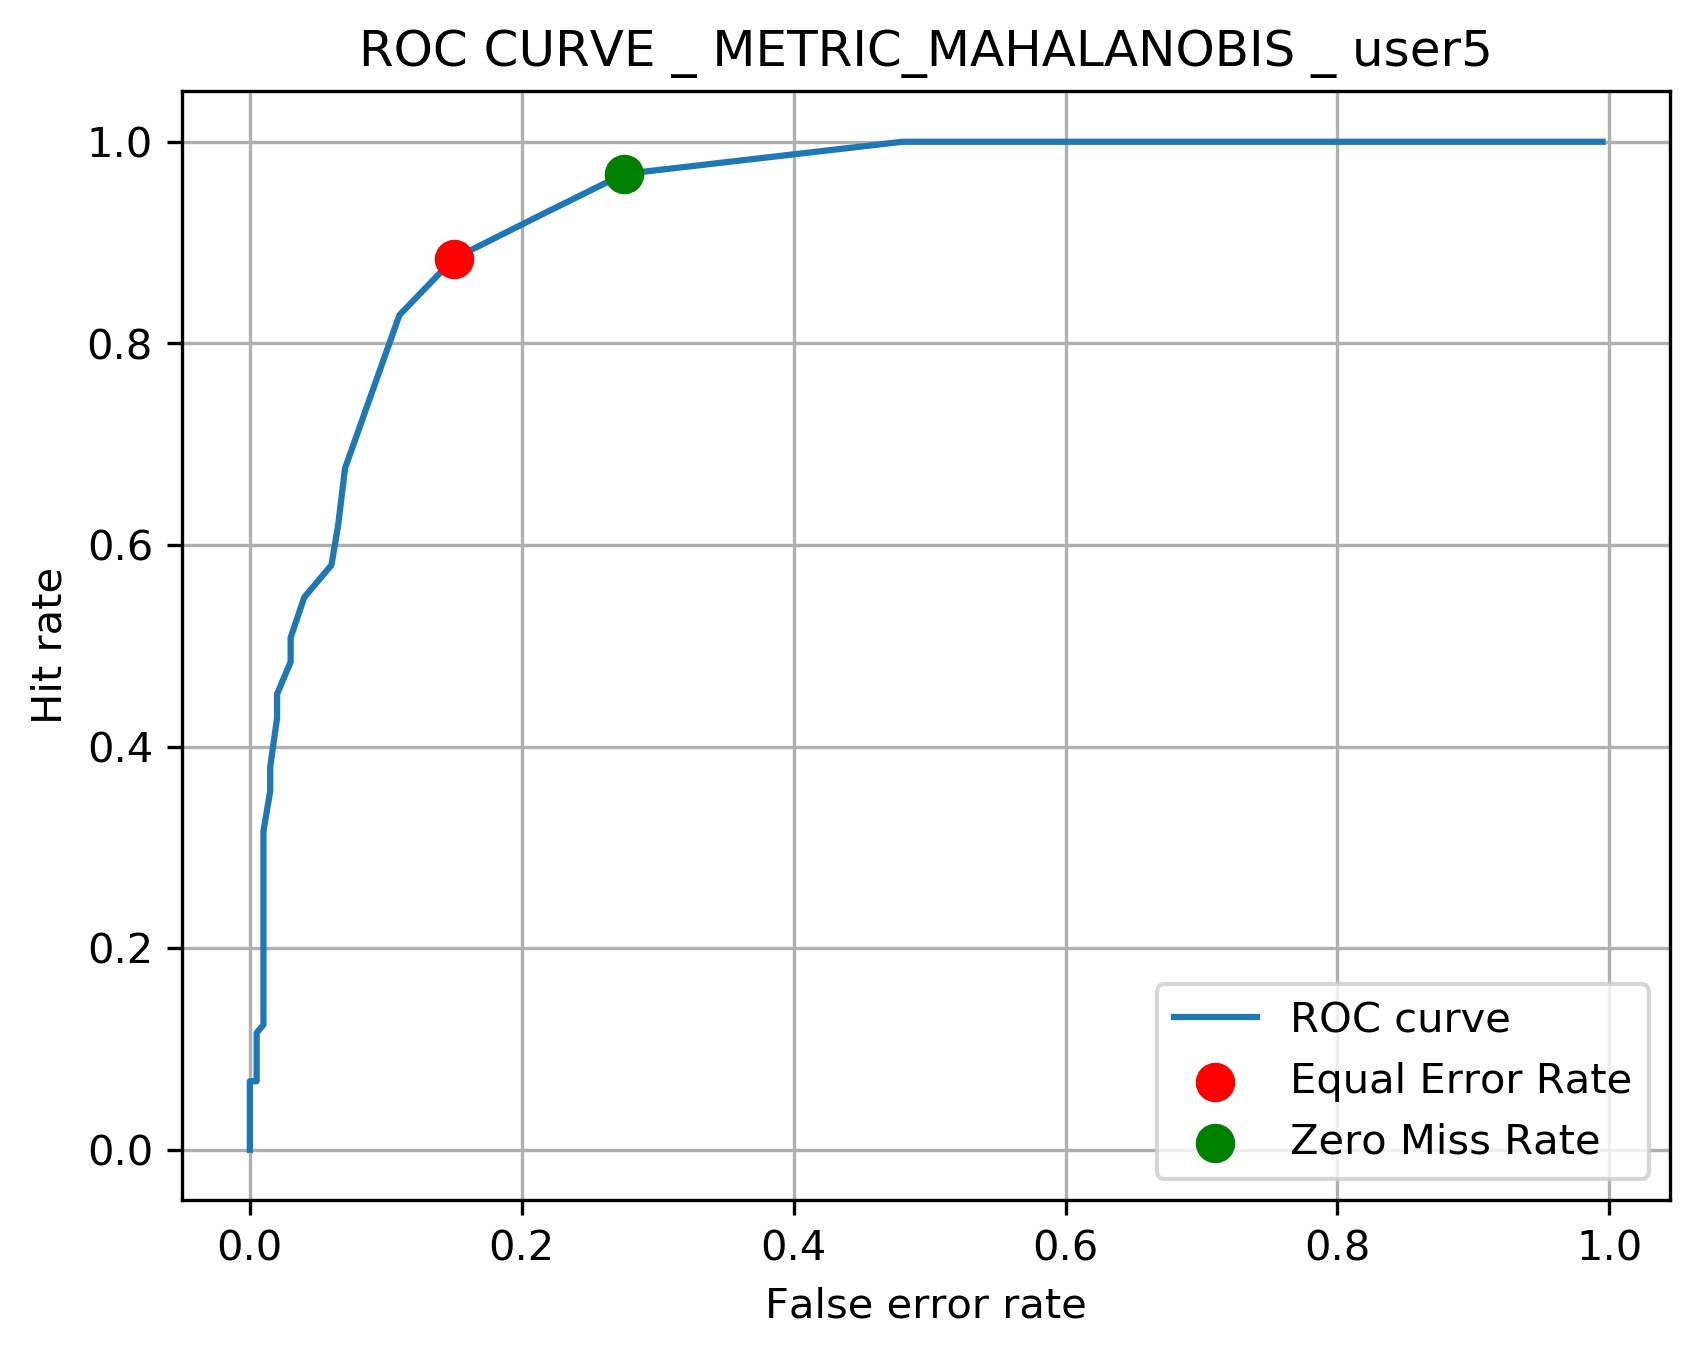 ROC CURVE _ METRIC_MAHALANOBIS _ user5
1.0
0.8
0.6
0.4
0.2
0.0
Hit rate
ROC curve
Equal Error Rate
Zero Miss Rate
0.0 0.2 0.4 0.6 0.8 1.0
False error rate